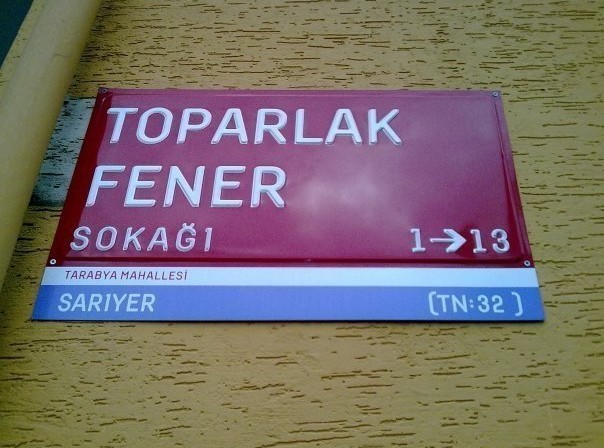 TOPARLAK
FENER
SOKAĞI 1→13
TARABYA MAHALLESİ
SARIYER (TN:32 )